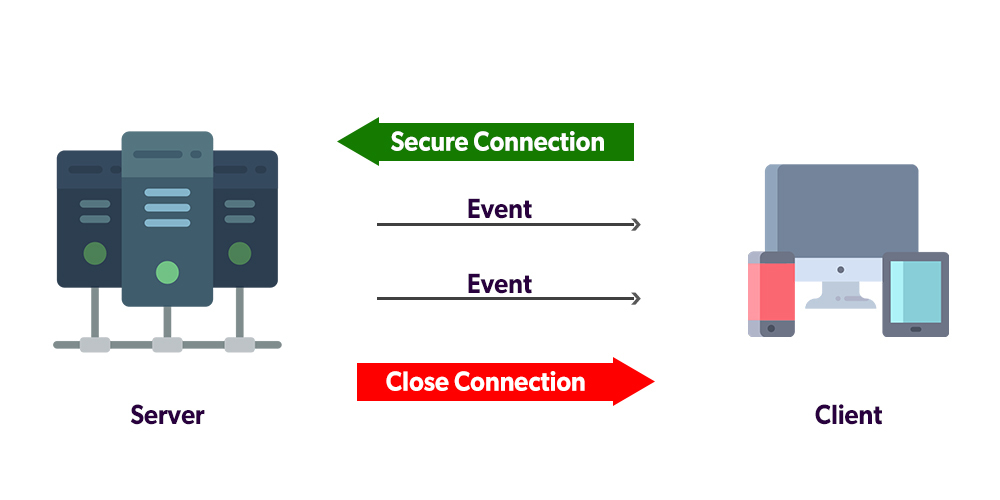 Secure Connection
Event
Event
Close Connection
Server
Client